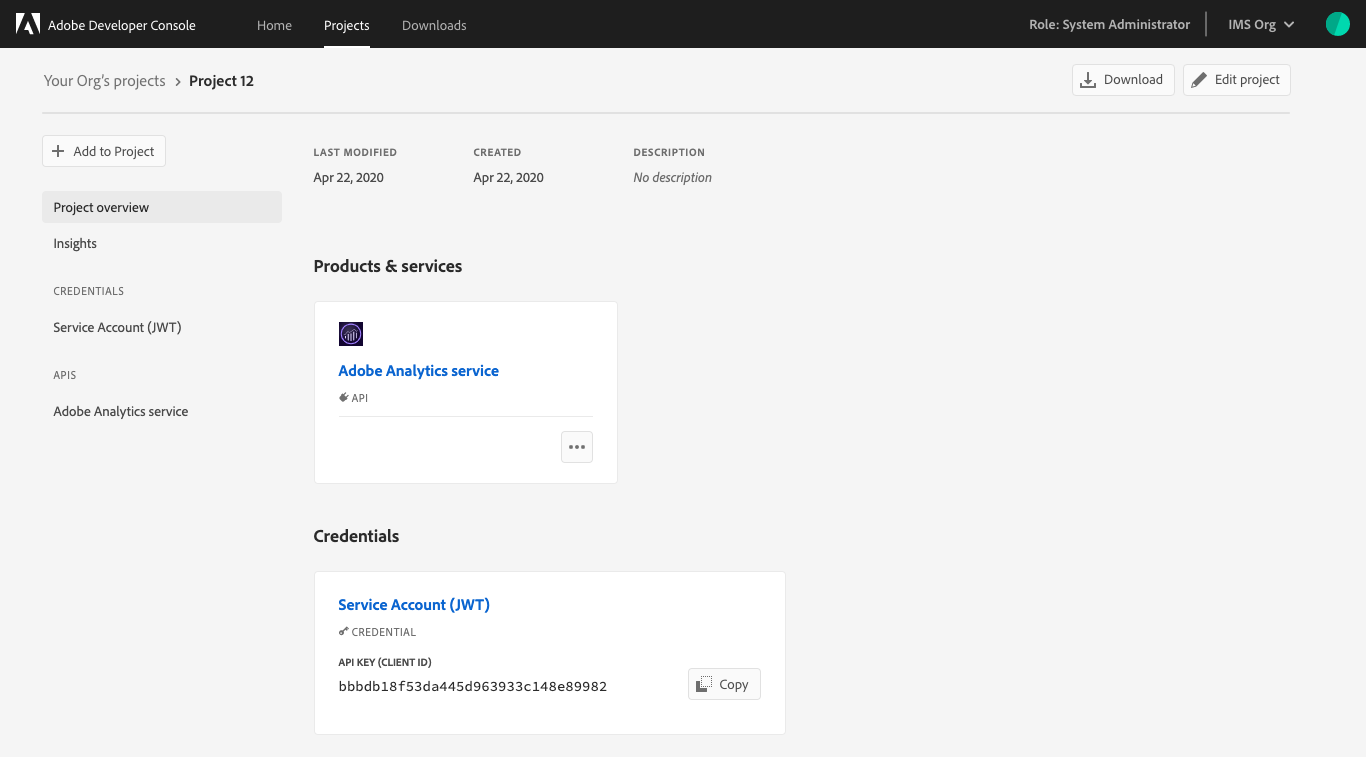 Adobe Developer Console
Home
Projects
Downloads
Role: System Administrator
IMS Org
Your Org's projects > Project 12
Download
Edit project
Add to Project
Project overview
Insights
CREDENTIALS
Service Account (JWT)
APIS
Adobe Analytics service
LAST MODIFIED
Apr 22, 2020
CREATED
Apr 22, 2020
DESCRIPTION
No description
Products & services
Adobe Analytics service
API
Credentials
Service Account (JWT)
CREDENTIAL
API KEY (CLIENT ID)
bbbdb18f53da445d963933c148e89982
Copy